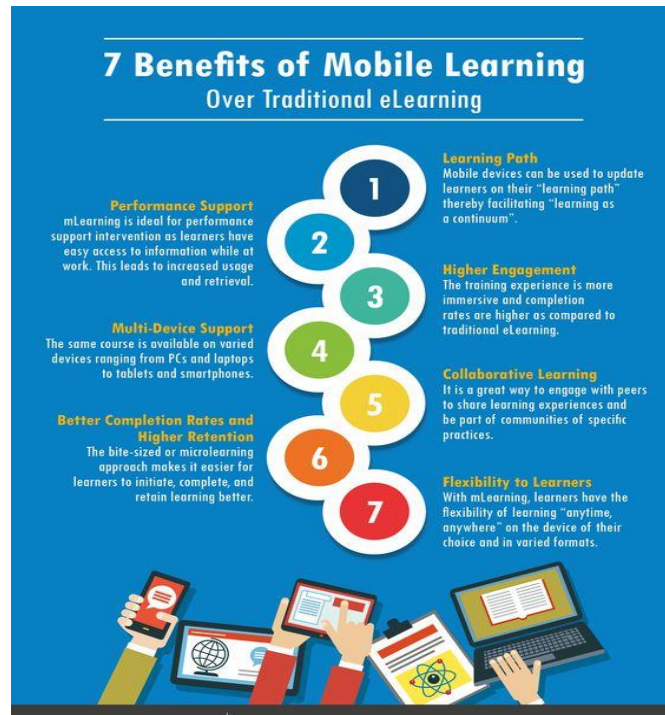 7 Benefits of Mobile Learning
Over Traditional eLearning
1
Learning Path
Mobile devices can be used to update
learners on their “learning path”
thereby facilitating “learning as
a continuum”.
Performance Support
mLearning is ideal for performance
support intervention as learners have
easy access to information while at
work. This leads to increased usage
and retrieval.
2
3
Higher Engagement
The training experience is more
immersive and completion
rates are higher as compared to
traditional eLearning.
Multi-Device Support
The same course is available on varied
devices ranging from PCs and laptops
to tablets and smartphones.
4
5
Collaborative Learning
It is a great way to engage with peers
to share learning experiences and
be part of communities of specific
practices.
Better Completion Rates and
Higher Retention
The bite-sized or microlearning
approach makes it easier for
learners to initiate, complete, and
retain learning better.
6
7
Flexibility to Learners
With mLearning, learners have the
flexibility of learning “anytime,
anywhere” on the device of their
choice and in varied formats.